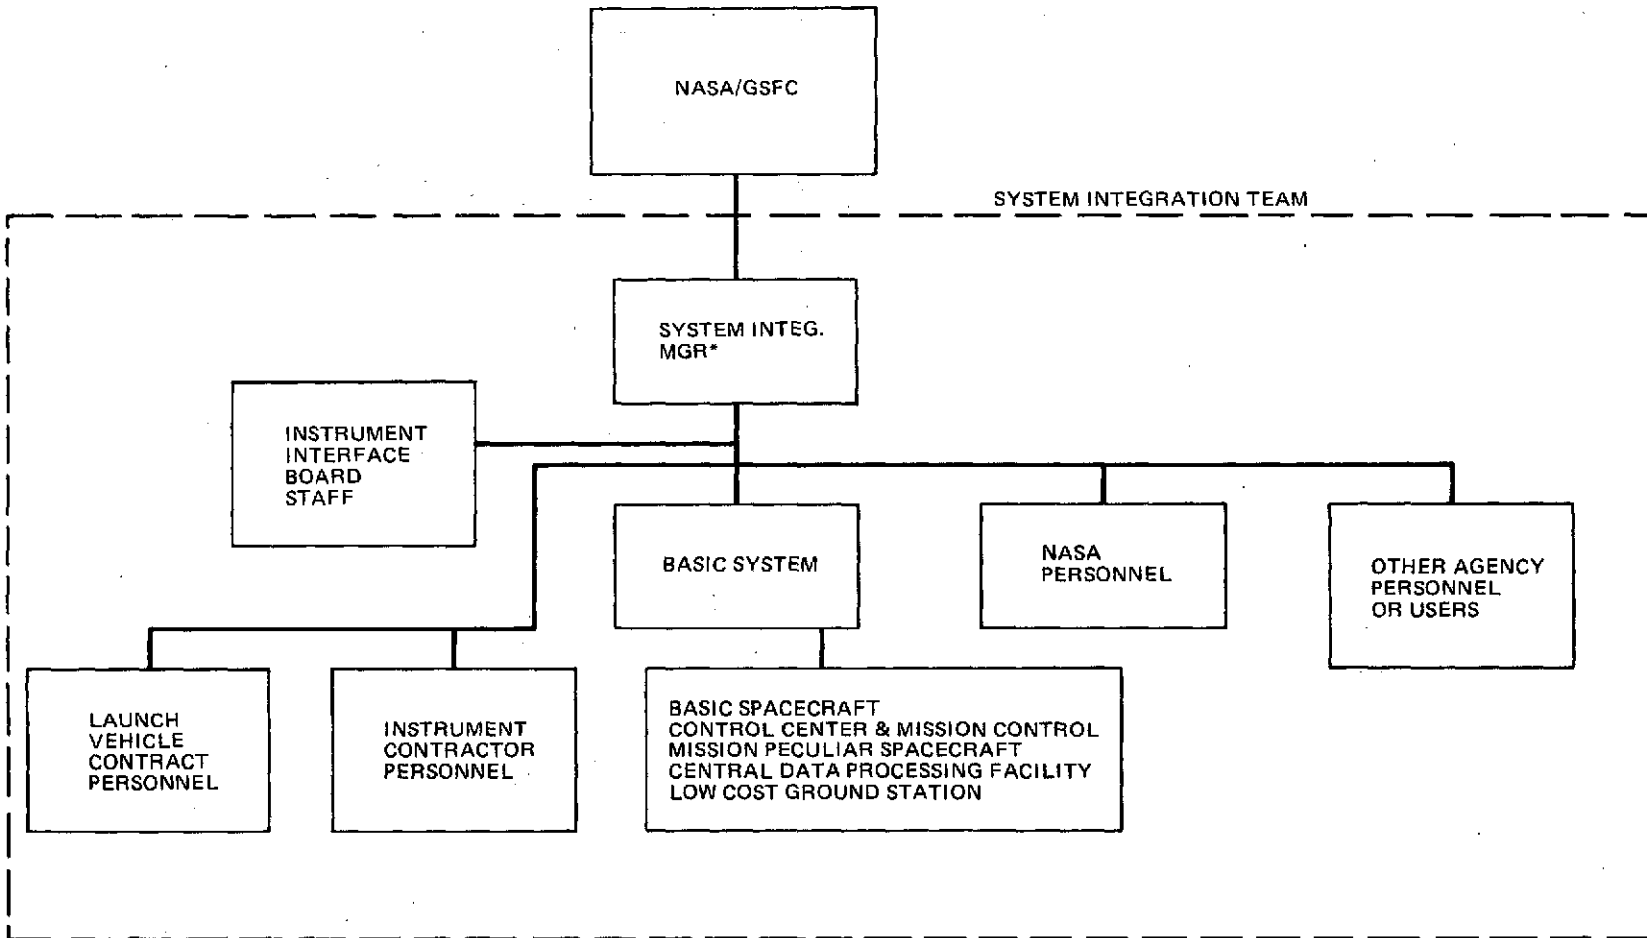 NASA/GSFC
SYSTEM INTEGRATION TEAM
SYSTEM INTEG.
MGR*
INSTRUMENT
INTERFACE
BOARD
STAFF
BASIC SYSTEM
NASA
PERSONNEL
OTHER AGENCY
PERSONNEL
OR USERS
LAUNCH
VEHICLE
CONTRACT
PERSONNEL
INSTRUMENT
CONTRACTOR
PERSONNEL
BASIC SPACECRAFT
CONTROL CENTER & MISSION CONTROL
MISSION PECULIAR SPACECRAFT
CENTRAL DATA PROCESSING FACILITY
LOW COST GROUND STATION